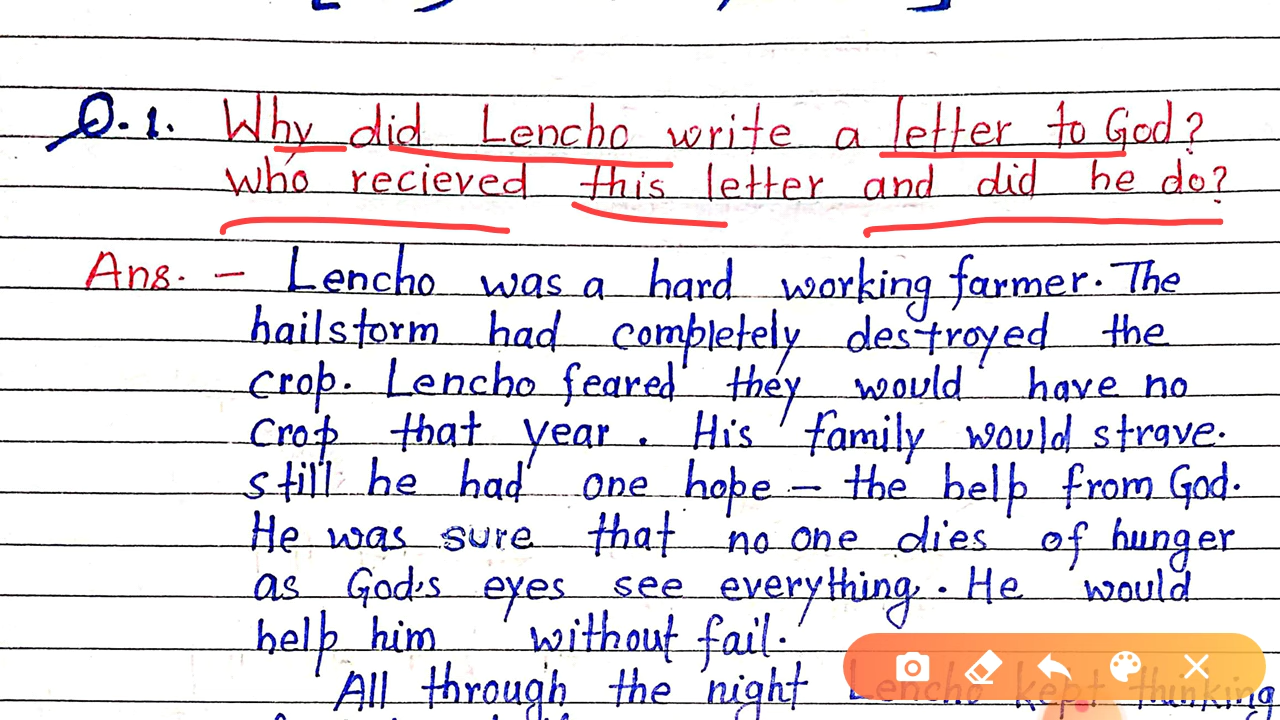 Q.1. Why did Lencho write a letter to God?
who recieved this letter and did he do?
Ans. - Lencho was a hard working farmer. The
hailstorm had completely destroyed the
crop. Lencho feared they would have no
crop that year. His family would strave.
still he had one hope - the help from God.
He was sure that no one dies of hunger
as God's eyes see everything. He would
help him without fail.
All through the night Lencho kept thinking